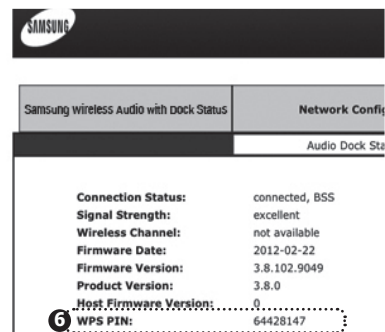 SAMSUNG
Samsung Wireless Audio with Dock Status Network Config
Audio Dock Sta
Connection Status: connected, BSS
Signal Strength: excellent
Wireless Channel: not available
Firmware Date: 2012-02-22
Firmware Version: 3.8.102.9049
Product Version: 3.8.0
Host Firmware Version: 0
6 WPS PIN: 64428147